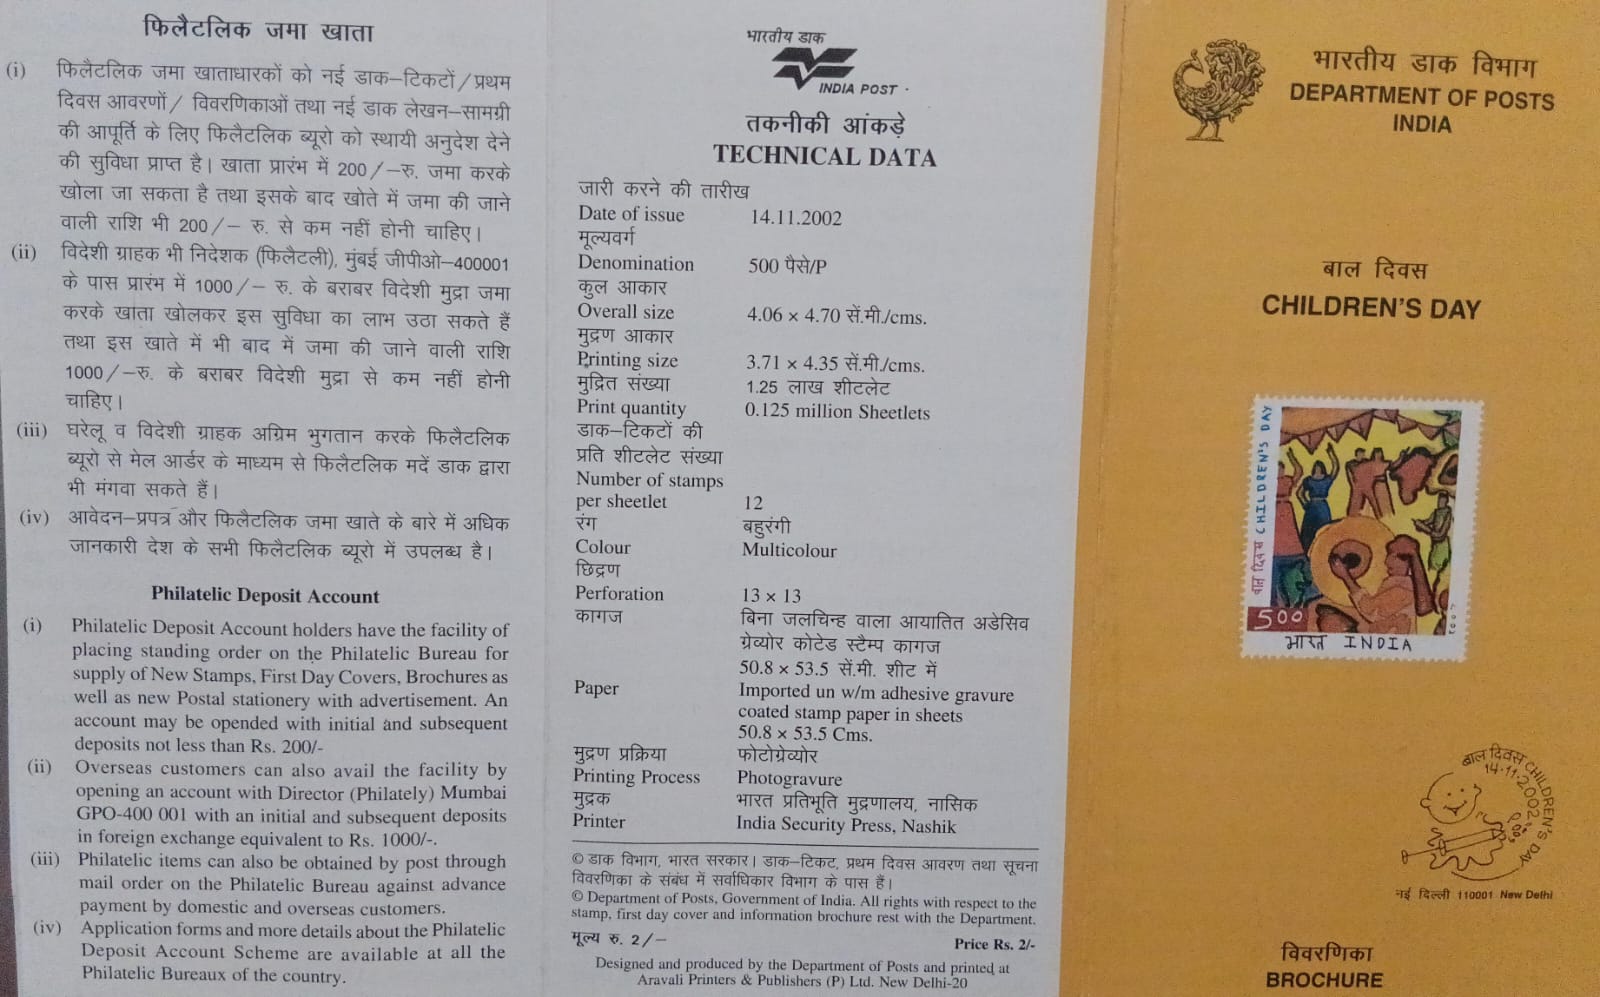 फिलैटलिक जमा खाता
(i) फिलैटलिक जमा खाताधारकों को नई डाक–टिकटों / प्रथम
दिवस आवरणों / विवरणिकाओं तथा नई डाक लेखन–सामग्री
की आपूर्ति के लिए फिलैटलिक ब्यूरो को स्थायी अनुदेश देने
की सुविधा प्राप्त है। खाता प्रारंभ में 200/–रु. जमा करके
खोला जा सकता है तथा इसके बाद खोते में जमा की जाने
वाली राशि भी 200/– रु. से कम नहीं होनी चाहिए।
(ii) विदेशी ग्राहक भी निदेशक (फिलैटली), मुंबई जीपीओ–400001
के पास प्रारंभ में 1000/– रु. के बराबर विदेशी मुद्रा जमा
करके खाता खोलकर इस सुविधा का लाभ उठा सकते हैं
तथा इस खाते में भी बाद में जमा की जाने वाली राशि
1000/–रु. के बराबर विदेशी मुद्रा से कम नहीं होनी
चाहिए।
(iii) घरेलू व विदेशी ग्राहक अग्रिम भुगतान करके फिलैटलिक
ब्यूरो से मेल आर्डर के माध्यम से फिलैटलिक मदें डाक द्वारा
भी मंगवा सकते हैं।
(iv) आवेदन–प्रपत्र और फिलैटलिक जमा खाते के बारे में अधिक
जानकारी देश के सभी फिलैटलिक ब्यूरो में उपलब्ध है।
Philatelic Deposit Account
(i) Philatelic Deposit Account holders have the facility of
placing standing order on the Philatelic Bureau for
supply of New Stamps, First Day Covers, Brochures as
well as new Postal stationery with advertisement. An
account may be opended with initial and subsequent
deposits not less than Rs. 200/-
(ii) Overseas customers can also avail the facility by
opening an account with Director (Philately) Mumbai
GPO-400 001 with an initial and subsequent deposits
in foreign exchange equivalent to Rs. 1000/-.
(iii) Philatelic items can also be obtained by post through
mail order on the Philatelic Bureau against advance
payment by domestic and overseas customers.
(iv) Application forms and more details about the Philatelic
Deposit Account Scheme are available at all the
Philatelic Bureaux of the country.
भारतीय डाक
INDIA POST
तकनीकी आंकड़े
TECHNICAL DATA
जारी करने की तारीख
Date of issue 14.11.2002
मूल्यवर्ग
Denomination 500 पैसे/P
कुल आकार
Overall size 4.06 × 4.70 सें.मी./cms.
मुद्रण आकार
Printing size 3.71 × 4.35 सें.मी./cms.
मुद्रित संख्या 1.25 लाख शीटलेट
Print quantity 0.125 million Sheetlets
डाक–टिकटों की
प्रति शीटलेट संख्या
Number of stamps
per sheetlet 12
रंग बहुरंगी
Colour Multicolour
छिद्रण
Perforation 13 × 13
कागज बिना जलचिन्ह वाला आयातित अडेसिव
ग्रेव्योर कोटेड स्टैम्प कागज
50.8 × 53.5 सें.मी. शीट में
Paper Imported un w/m adhesive gravure
coated stamp paper in sheets
50.8 × 53.5 Cms.
मुद्रण प्रक्रिया फोटोग्रेव्योर
Printing Process Photogravure
मुद्रक भारत प्रतिभूति मुद्रणालय, नासिक
Printer India Security Press, Nashik
© डाक विभाग, भारत सरकार। डाक–टिकट, प्रथम दिवस आवरण तथा सूचना
विवरणिका के संबंध में सर्वाधिकार विभाग के पास हैं।
© Department of Posts, Government of India. All rights with respect to the
stamp, first day cover and information brochure rest with the Department.
मूल्य रु. 2/– Price Rs. 2/-
Designed and produced by the Department of Posts and printed at
Aravali Printers & Publishers (P) Ltd. New Delhi-20
भारतीय डाक विभाग
DEPARTMENT OF POSTS
INDIA
बाल दिवस
CHILDREN'S DAY
बाल दिवस CHILDREN'S DAY
500
2002
भारत INDIA
बाल दिवस CHILDREN'S DAY
14.11.2002
नई दिल्ली 110001 New Delhi
विवरणिका
BROCHURE